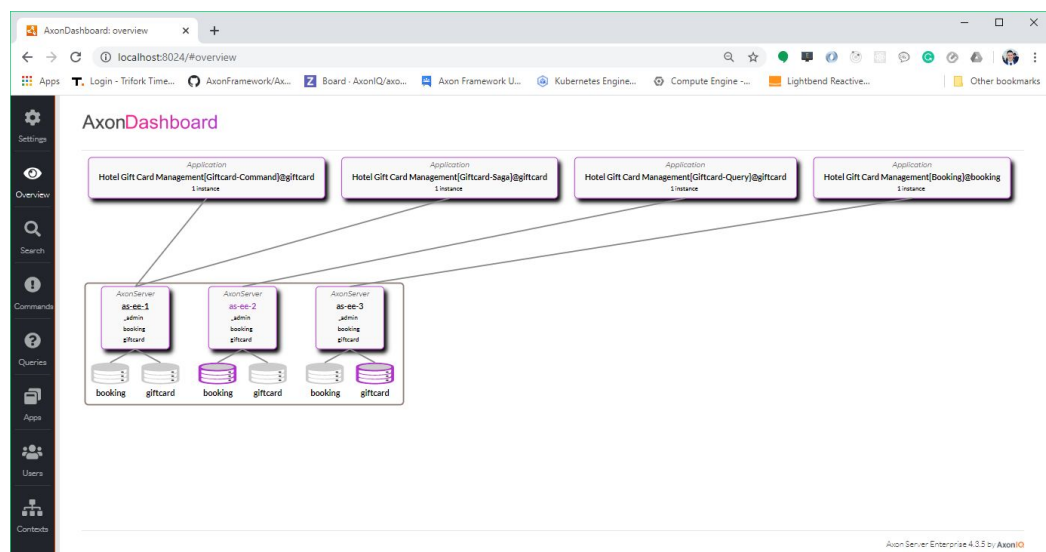 AxonDashboard: overview
localhost:8024/#overview
Apps
Login - Trifork Time...
AxonFramework/Ax...
Board · AxonIQ/axo...
Axon Framework U...
Kubernetes Engine...
Compute Engine -...
Lightbend Reactive...
Other bookmarks
Settings
Overview
Search
Commands
Queries
Apps
Users
Contexts
AxonDashboard
Application
Hotel Gift Card Management{Giftcard-Command}@giftcard
1 instance
Application
Hotel Gift Card Management{Giftcard-Saga}@giftcard
1 instance
Application
Hotel Gift Card Management{Giftcard-Query}@giftcard
1 instance
Application
Hotel Gift Card Management{Booking}@booking
1 instance
AxonServer
as-ee-1
_admin
booking
giftcard
booking giftcard
AxonServer
as-ee-2
_admin
booking
giftcard
booking giftcard
AxonServer
as-ee-3
_admin
booking
giftcard
booking giftcard
Axon Server Enterprise 4.3.5 by AxonIQ